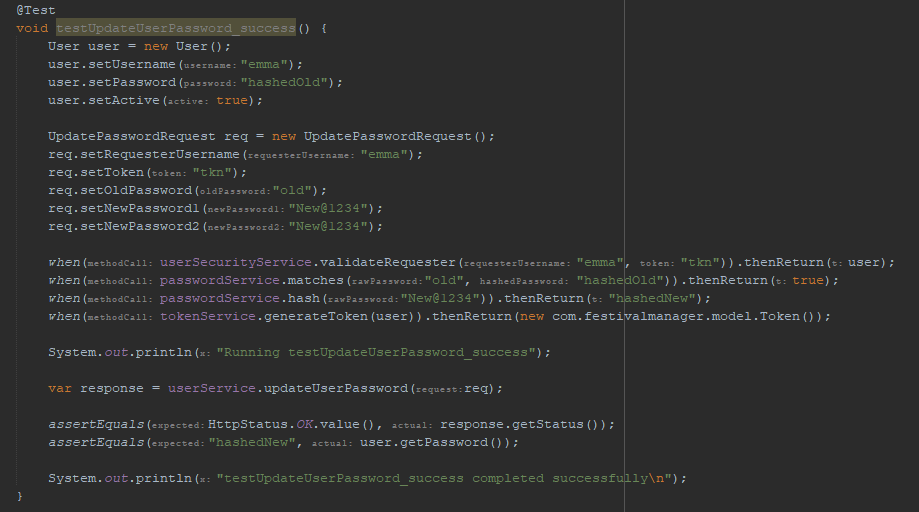 @Test
void testUpdateUserPassword_success() {
    User user = new User();
    user.setUsername(username: "emma");
    user.setPassword(password: "hashedOld");
    user.setActive(active: true);

    UpdatePasswordRequest req = new UpdatePasswordRequest();
    req.setRequesterUsername(requesterUsername: "emma");
    req.setToken(token: "tkn");
    req.setOldPassword(oldPassword: "old");
    req.setNewPassword1(newPassword1: "New@1234");
    req.setNewPassword2(newPassword2: "New@1234");

    when(methodCall: userSecurityService.validateRequester(requesterUsername: "emma", token: "tkn")).thenReturn(t: user);
    when(methodCall: passwordService.matches(rawPassword: "old", hashedPassword: "hashedOld")).thenReturn(t: true);
    when(methodCall: passwordService.hash(rawPassword: "New@1234")).thenReturn(t: "hashedNew");
    when(methodCall: tokenService.generateToken(user)).thenReturn(new com.festivalmanager.model.Token());

    System.out.println(x: "Running testUpdateUserPassword_success");

    var response = userService.updateUserPassword(request: req);

    assertEquals(expected: HttpStatus.OK.value(), actual: response.getStatus());
    assertEquals(expected: "hashedNew", actual: user.getPassword());

    System.out.println(x: "testUpdateUserPassword_success completed successfully\n");
}